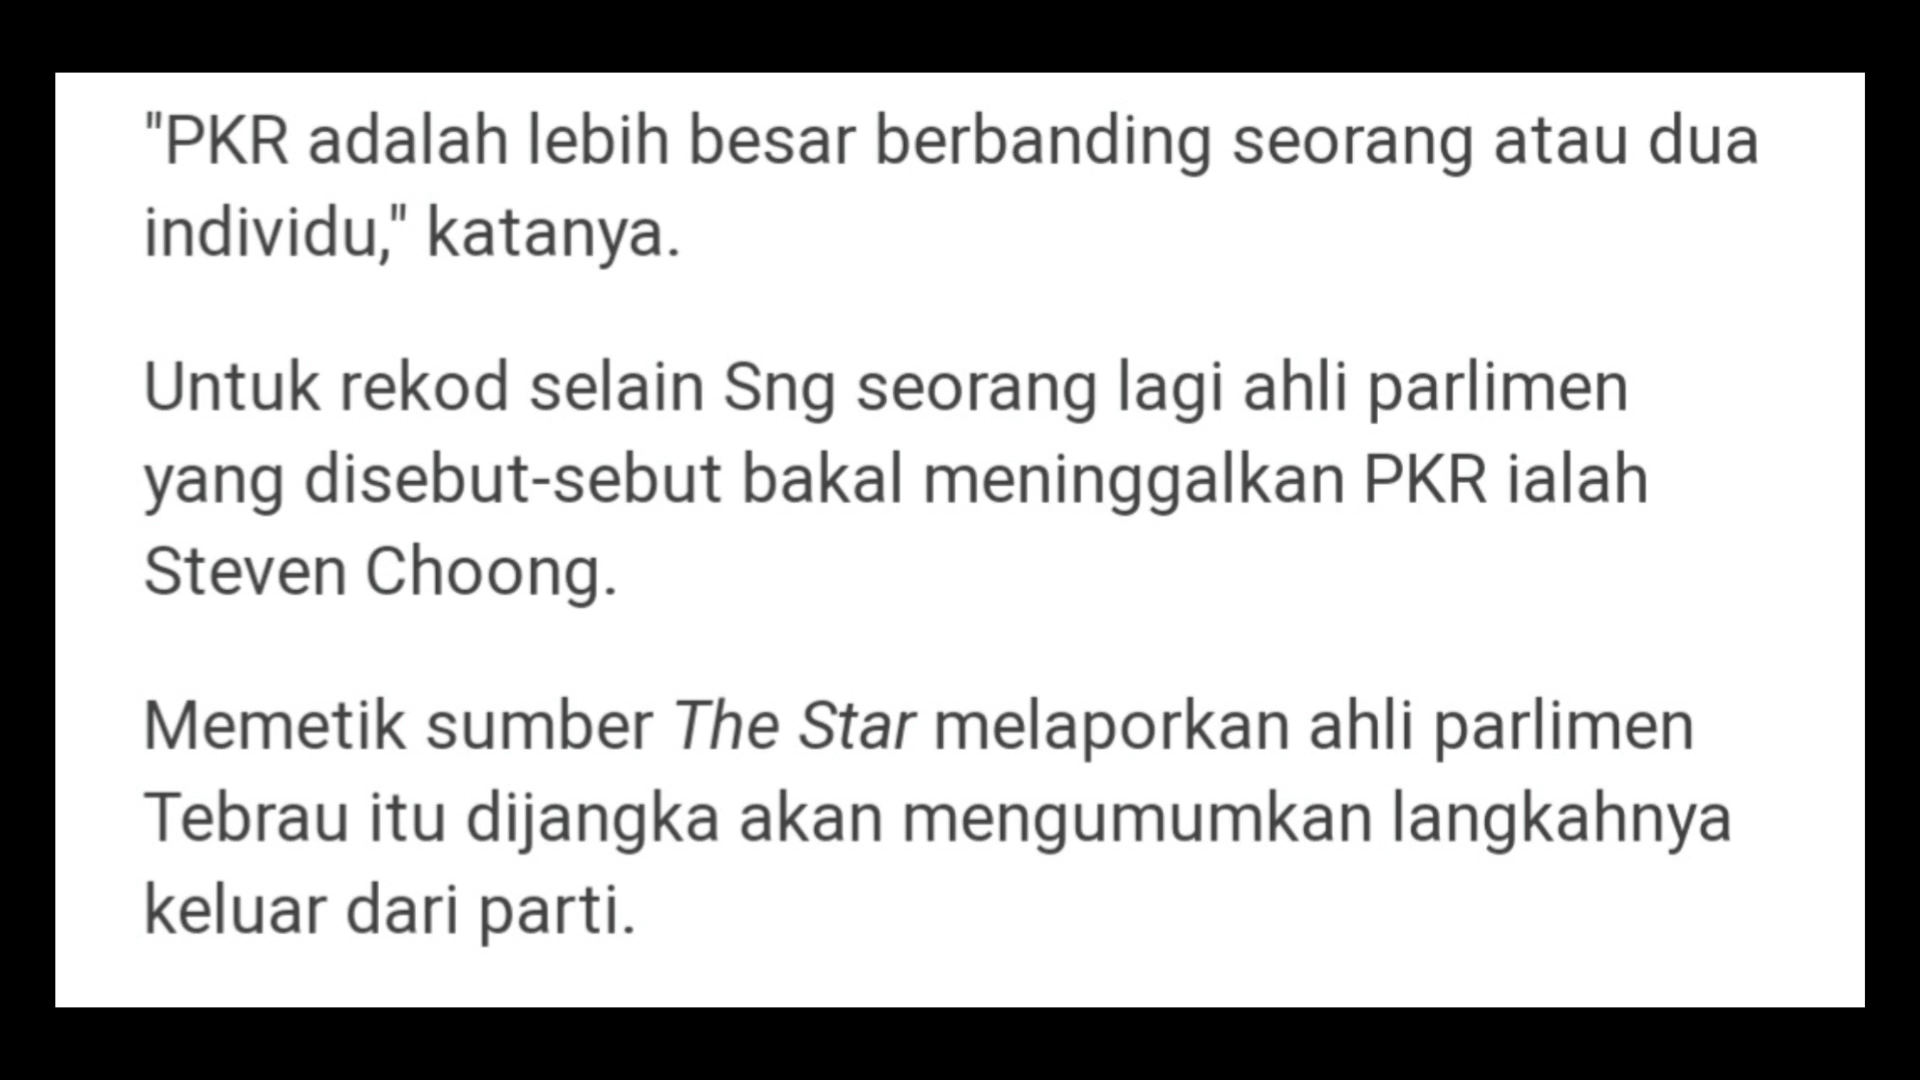 "PKR adalah lebih besar berbanding seorang atau dua
individu," katanya.
Untuk rekod selain Sng seorang lagi ahli parlimen
yang disebut-sebut bakal meninggalkan PKR ialah
Steven Choong.
Memetik sumber The Star melaporkan ahli parlimen
Tebrau itu dijangka akan mengumumkan langkahnya
keluar dari parti.